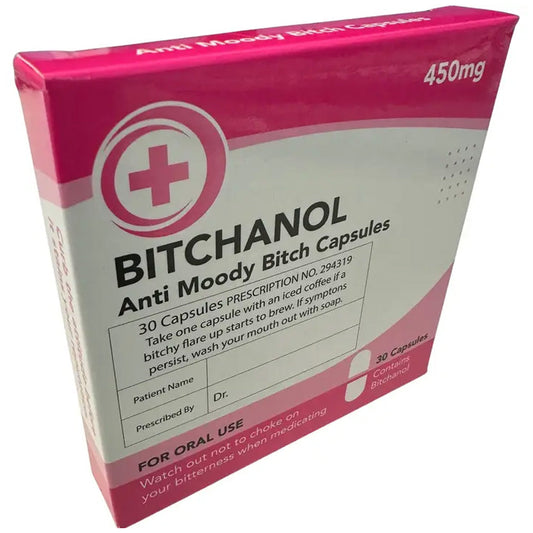 Anti Moody Bitch Capsules
450mg
BITCHANOL
Anti Moody Bitch Capsules
30 Capsules PRESCRIPTION NO. 294319
Take one capsule with an iced coffee if a
bitchy flare up starts to brew. If symptons
persist, wash your mouth out with soap.
Patient Name
Prescribed By
Dr.
30 Capsules
Contains
Bitchanol
FOR ORAL USE
Watch out not to choke on
your bitterness when medicating